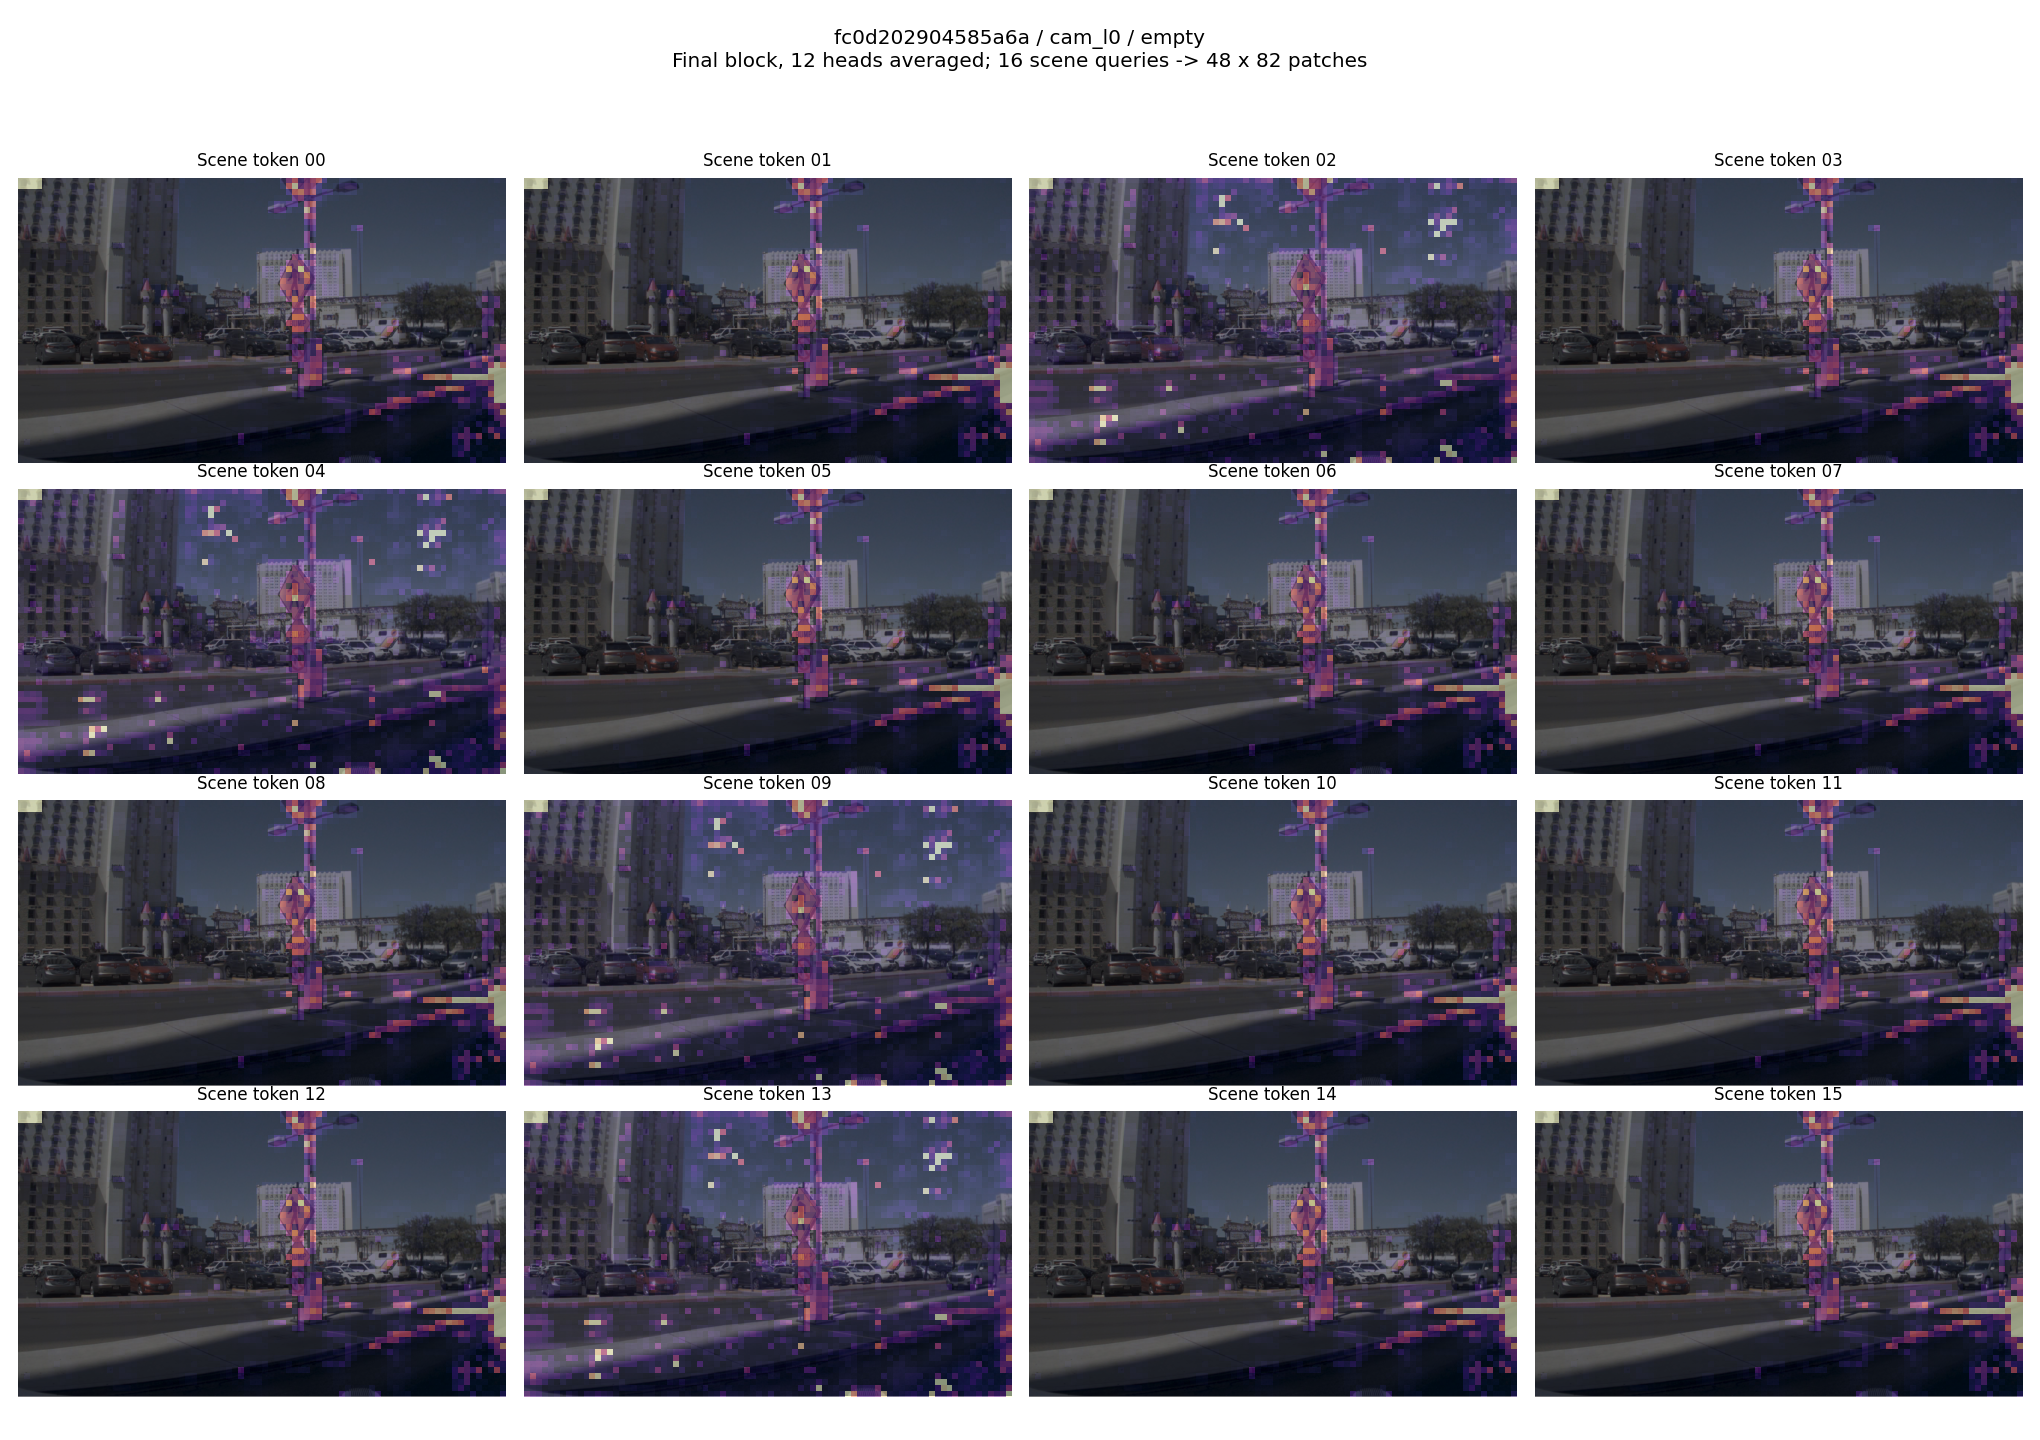 fc0d202904585a6a / cam_l0 / empty
Final block, 12 heads averaged; 16 scene queries -> 48 x 82 patches
Scene token 00
Scene token 01
Scene token 02
Scene token 03
Scene token 04
Scene token 05
Scene token 06
Scene token 07
Scene token 08
Scene token 09
Scene token 10
Scene token 11
Scene token 12
Scene token 13
Scene token 14
Scene token 15